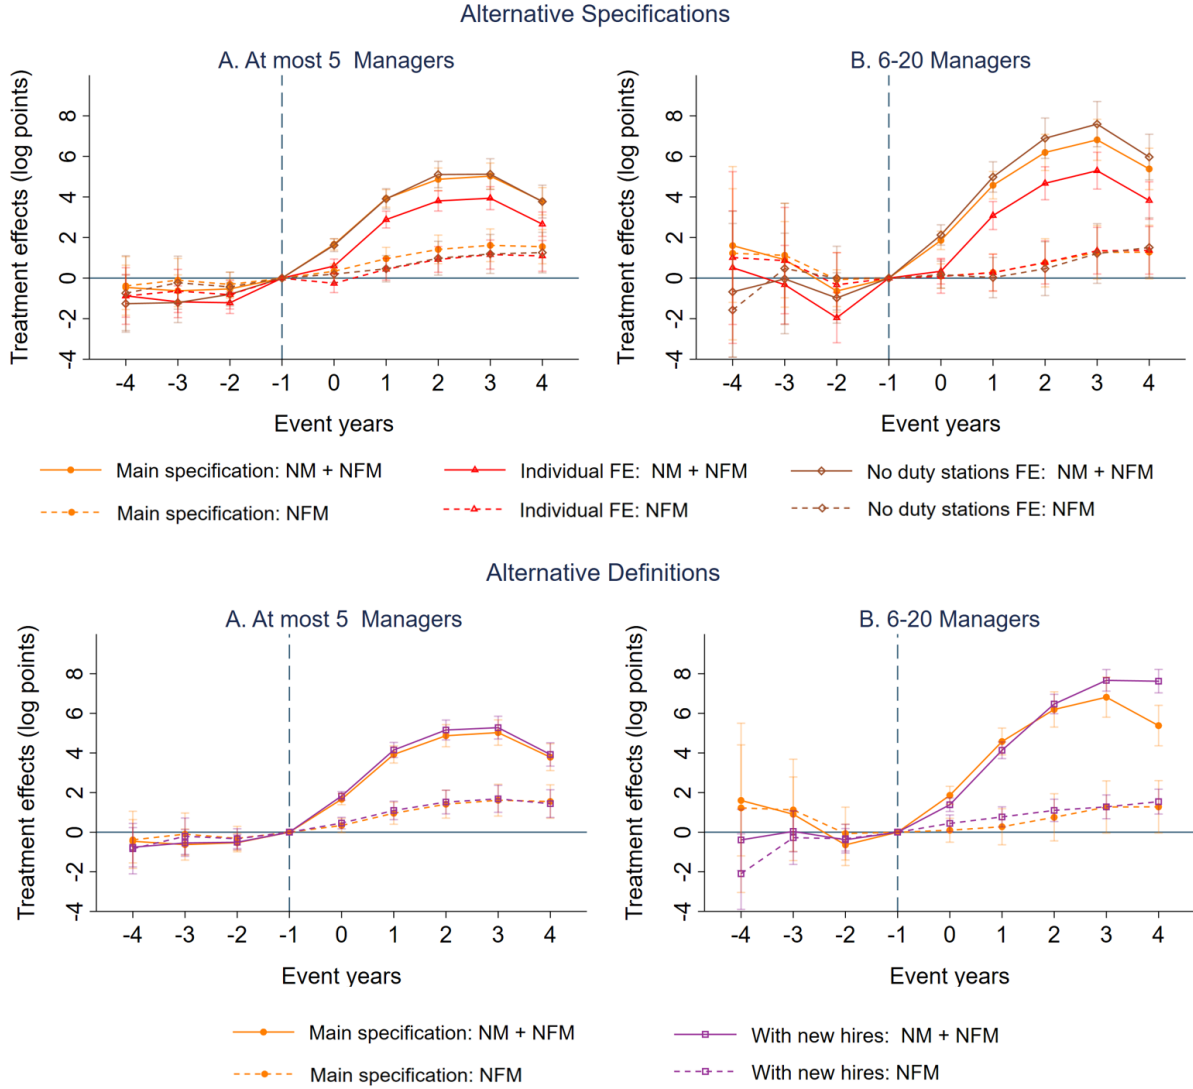 Alternative Specifications
A. At most 5 Managers
B. 6-20 Managers
Treatment effects (log points)
8
6
4
2
0
-2
-4
-4 -3 -2 -1 0 1 2 3 4
Event years
Treatment effects (log points)
8
6
4
2
0
-2
-4
-4 -3 -2 -1 0 1 2 3 4
Event years
Main specification: NM + NFM
Individual FE: NM + NFM
No duty stations FE: NM + NFM
Main specification: NFM
Individual FE: NFM
No duty stations FE: NFM
Alternative Definitions
A. At most 5 Managers
B. 6-20 Managers
Treatment effects (log points)
8
6
4
2
0
-2
-4
-4 -3 -2 -1 0 1 2 3 4
Event years
Treatment effects (log points)
8
6
4
2
0
-2
-4
-4 -3 -2 -1 0 1 2 3 4
Event years
Main specification: NM + NFM
With new hires: NM + NFM
Main specification: NFM
With new hires: NFM